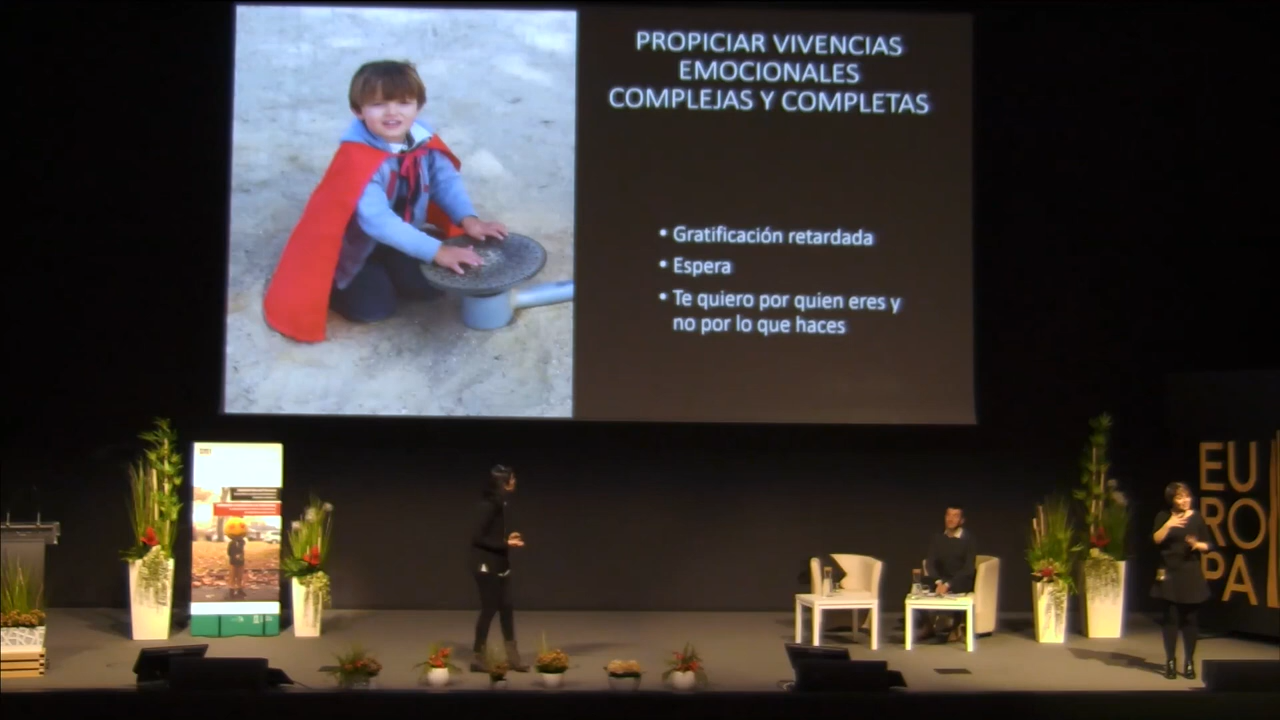 PROPICIAR VIVENCIAS
EMOCIONALES
COMPLEJAS Y COMPLETAS
• Gratificación retardada
• Espera
• Te quiero por quien eres y
no por lo que haces
EU
RO
PA